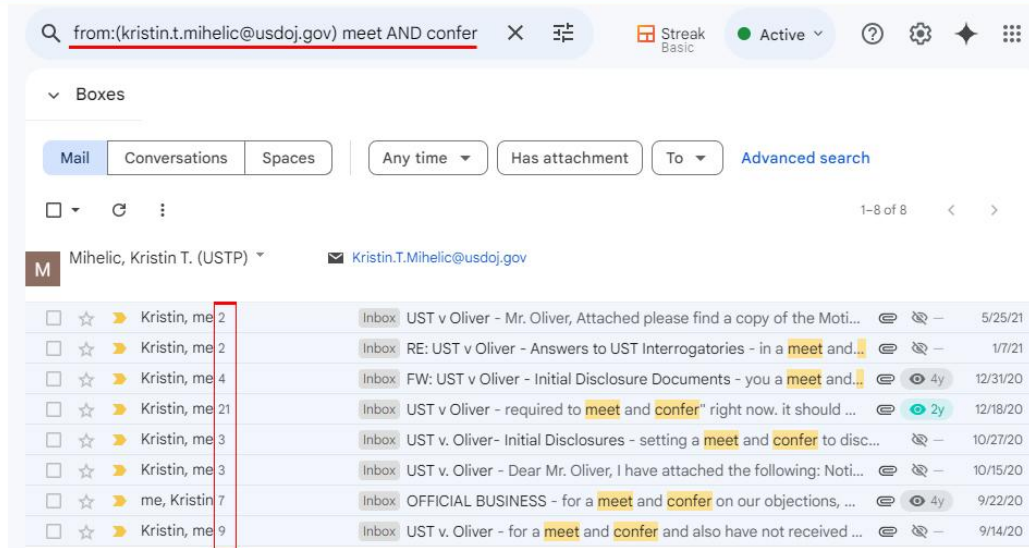 from:(kristin.t.mihelic@usdoj.gov) meet AND confer Streak Basic Active
Boxes
Mail Conversations Spaces Any time Has attachment To Advanced search
1–8 of 8
M Mihelic, Kristin T. (USTP) Kristin.T.Mihelic@usdoj.gov
Kristin, me 2 Inbox UST v Oliver - Mr. Oliver, Attached please find a copy of the Moti... – 5/25/21
Kristin, me 2 Inbox RE: UST v Oliver - Answers to UST Interrogatories - in a meet and... – 1/7/21
Kristin, me 4 Inbox FW: UST v Oliver - Initial Disclosure Documents - you a meet and... 4y 12/31/20
Kristin, me 21 Inbox UST v Oliver - required to meet and confer" right now. it should ... 2y 12/18/20
Kristin, me 3 Inbox UST v. Oliver- Initial Disclosures - setting a meet and confer to disc... – 10/27/20
Kristin, me 3 Inbox UST v. Oliver - Dear Mr. Oliver, I have attached the following: Noti... – 10/15/20
me, Kristin 7 Inbox OFFICIAL BUSINESS - for a meet and confer on our objections, ... 4y 9/22/20
Kristin, me 9 Inbox UST v. Oliver - for a meet and confer and also have not received ... – 9/14/20